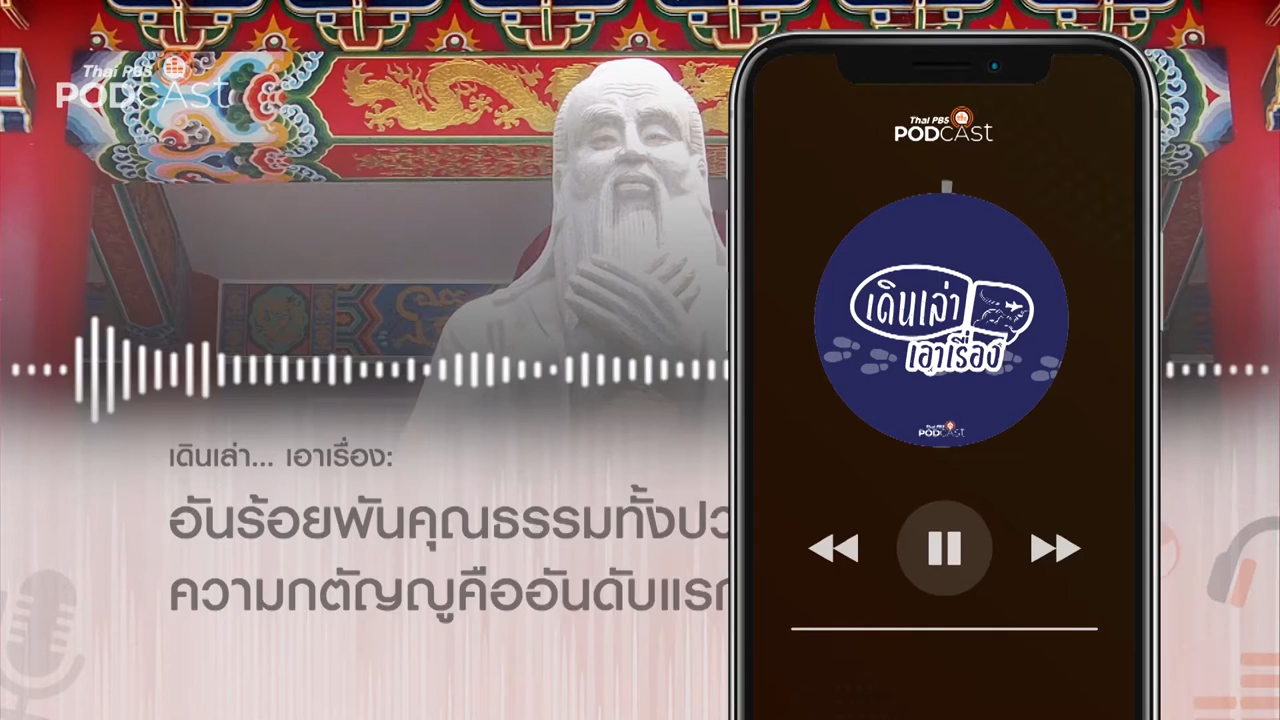 Thai PBS
PODCAST
Thai PBS
PODCAST
เดินเล่า
เอาเรื่อง
Thai PBS
PODCAST
เดินเล่า... เอาเรื่อง:
อันร้อยพันคุณธรรมทั้งปว
ความกตัญญูคืออันดับแรก